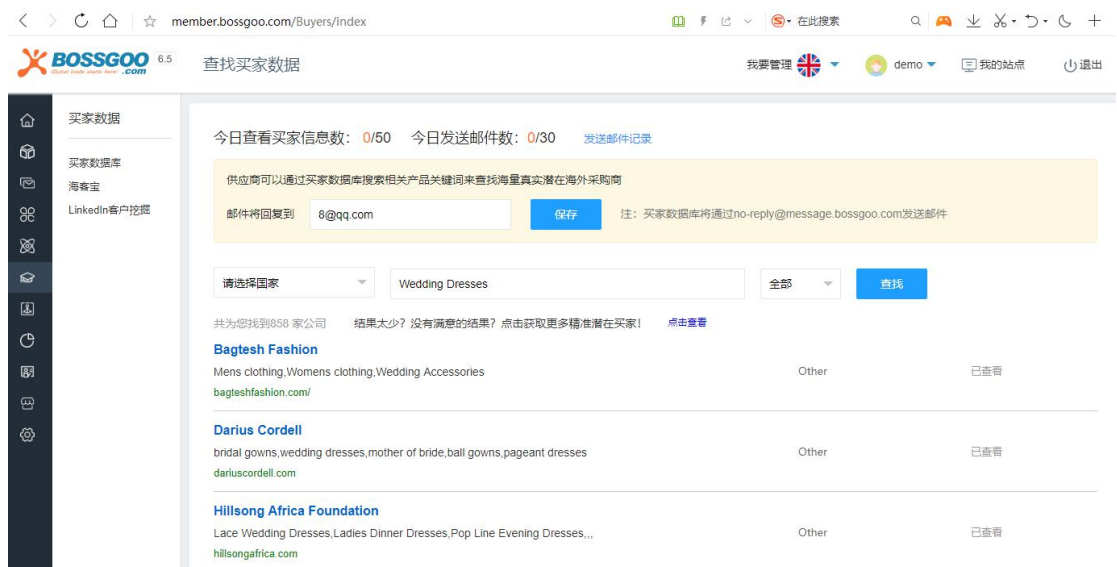 member.bossgoo.com/Buyers/index
在此搜索
BOSSGOO 6.5
Global trade starts here! .com
查找买家数据
我要管理
demo
我的站点
退出
买家数据
买家数据库
海客宝
LinkedIn客户挖掘
今日查看买家信息数： 0/50 今日发送邮件数：0/30 发送邮件记录
供应商可以通过买家数据库搜索相关产品关键词来查找海量真实潜在海外采购商
邮件将回复到 8@qq.com 保存 注：买家数据库将通过no-reply@message.bossgoo.com发送邮件
请选择国家 Wedding Dresses 全部 查找
共为您找到858 家公司 结果太少？没有满意的结果？点击获取更多精准潜在买家！ 点击查看
Bagtesh Fashion
Mens clothing,Womens clothing,Wedding Accessories Other 已查看
bagteshfashion.com/
Darius Cordell
bridal gowns,wedding dresses,mother of bride,ball gowns,pageant dresses Other 已查看
dariuscordell.com
Hillsong Africa Foundation
Lace Wedding Dresses,Ladies Dinner Dresses,Pop Line Evening Dresses,,, Other 已查看
hillsongafrica.com